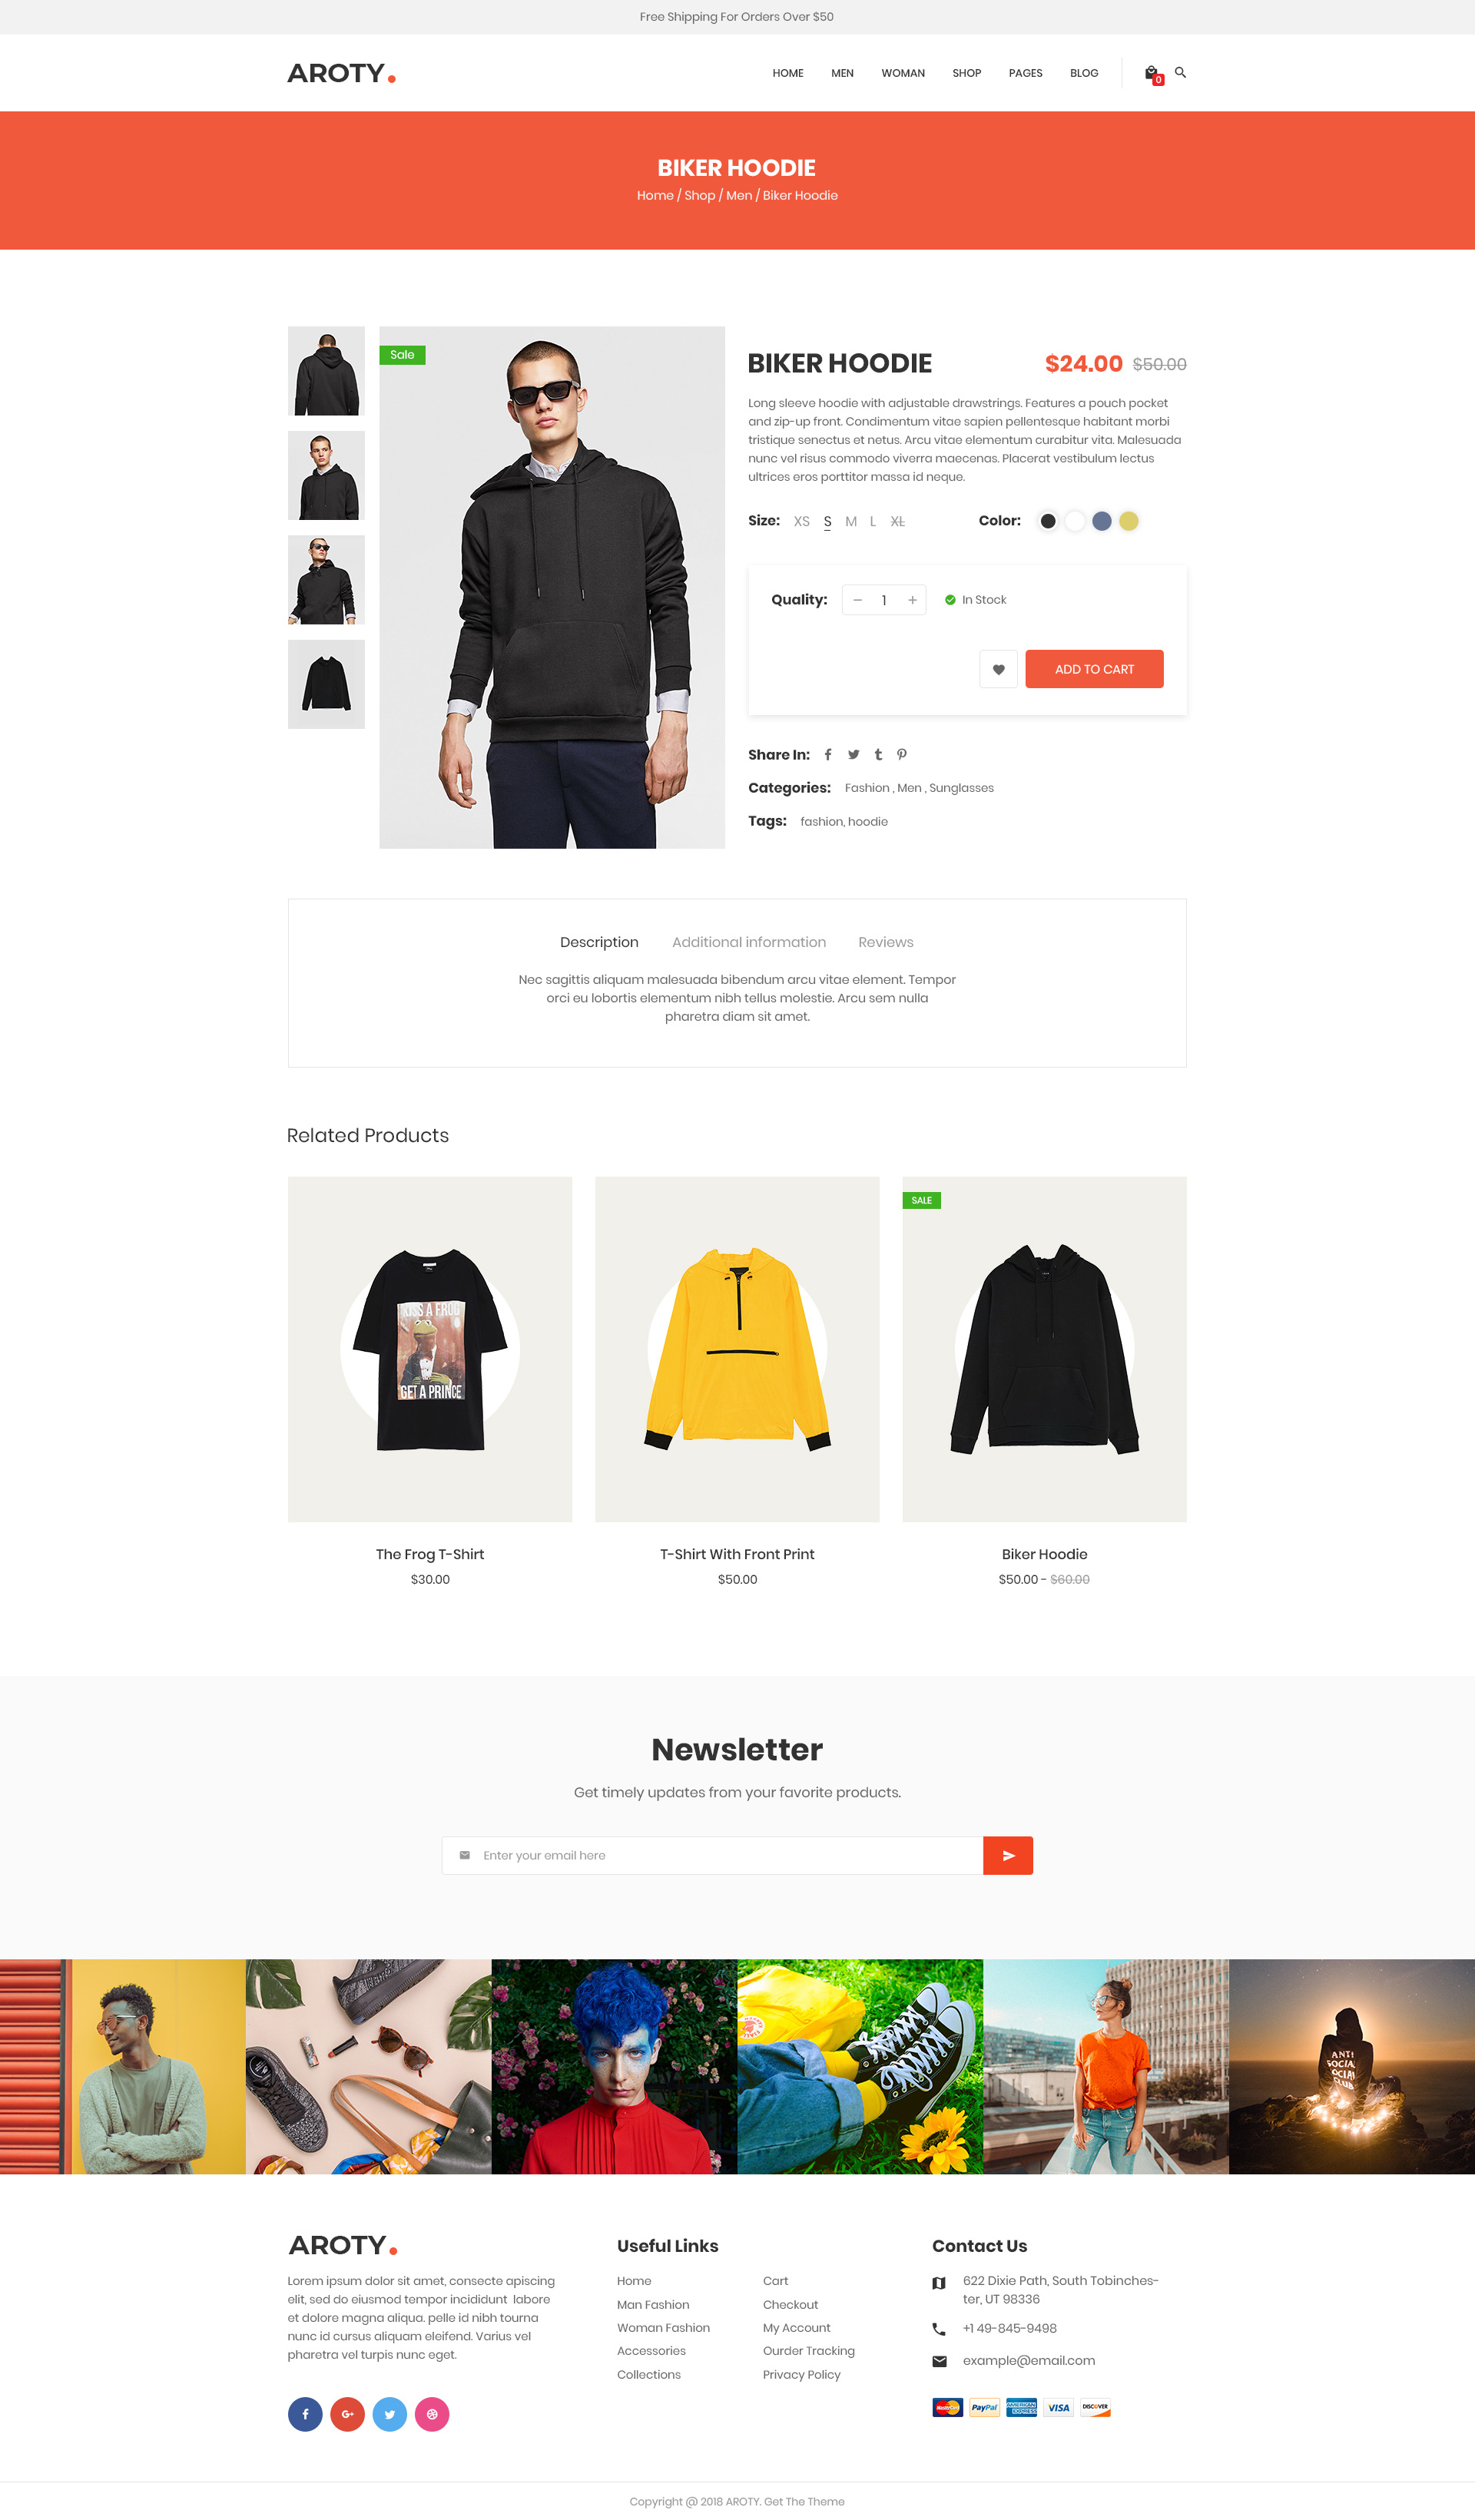 Free Shipping For Orders Over $50
AROTY.
HOME MEN WOMAN SHOP PAGES BLOG
0
BIKER HOODIE
Home / Shop / Men / Biker Hoodie
Sale
BIKER HOODIE
$24.00 $50.00
Long sleeve hoodie with adjustable drawstrings. Features a pouch pocket
and zip-up front. Condimentum vitae sapien pellentesque habitant morbi
tristique senectus et netus. Arcu vitae elementum curabitur vita. Malesuada
nunc vel risus commodo viverra maecenas. Placerat vestibulum lectus
ultrices eros porttitor massa id neque.
Size: XS S M L XL
Color:
Quality: − 1 + In Stock
ADD TO CART
Share In:
Categories: Fashion , Men , Sunglasses
Tags: fashion, hoodie
Description Additional information Reviews
Nec sagittis aliquam malesuada bibendum arcu vitae element. Tempor
orci eu lobortis elementum nibh tellus molestie. Arcu sem nulla
pharetra diam sit amet.
Related Products
KISS A FROG
GET A PRINCE
SALE
The Frog T-Shirt
$30.00
T-Shirt With Front Print
$50.00
Biker Hoodie
$50.00 - $60.00
Newsletter
Get timely updates from your favorite products.
Enter your email here
ANTI
SOCIAL
SOCIAL
CLUB
AROTY.
Lorem ipsum dolor sit amet, consecte apiscing
elit, sed do eiusmod tempor incididunt labore
et dolore magna aliqua. pelle id nibh tourna
nunc id cursus aliquam eleifend. Varius vel
pharetra vel turpis nunc eget.
Useful Links
Home
Man Fashion
Woman Fashion
Accessories
Collections
Cart
Checkout
My Account
Ourder Tracking
Privacy Policy
Contact Us
622 Dixie Path, South Tobinches-
ter, UT 98336
+1 49-845-9498
example@email.com
MasterCard PayPal AMERICAN EXPRESS VISA DISCOVER
Copyright @ 2018 AROTY. Get The Theme